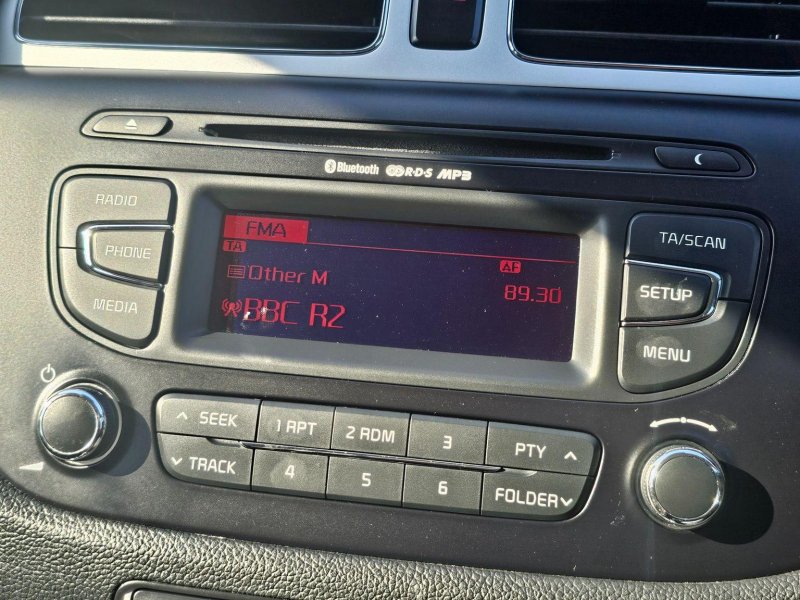 Bluetooth R·D·S MP3
RADIO
PHONE
MEDIA
FMA
TA
AF
Other M
89.30
BBC R2
TA/SCAN
SETUP
MENU
SEEK
1 RPT
2 RDM
3
PTY
TRACK
4
5
6
FOLDER